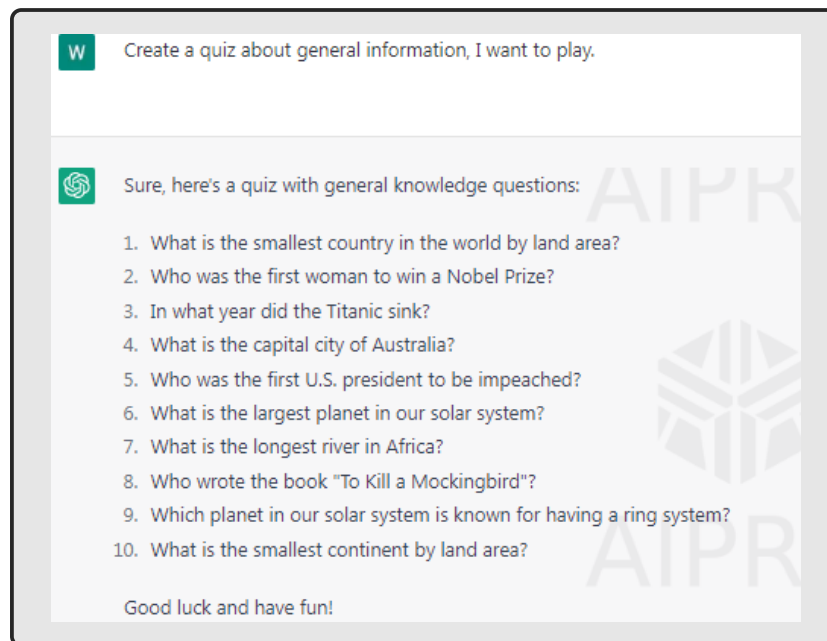 W
Create a quiz about general information, I want to play.
Sure, here's a quiz with general knowledge questions:
AIPR
1. What is the smallest country in the world by land area?
2. Who was the first woman to win a Nobel Prize?
3. In what year did the Titanic sink?
4. What is the capital city of Australia?
5. Who was the first U.S. president to be impeached?
6. What is the largest planet in our solar system?
7. What is the longest river in Africa?
8. Who wrote the book "To Kill a Mockingbird"?
9. Which planet in our solar system is known for having a ring system?
10. What is the smallest continent by land area?
AIPR
Good luck and have fun!